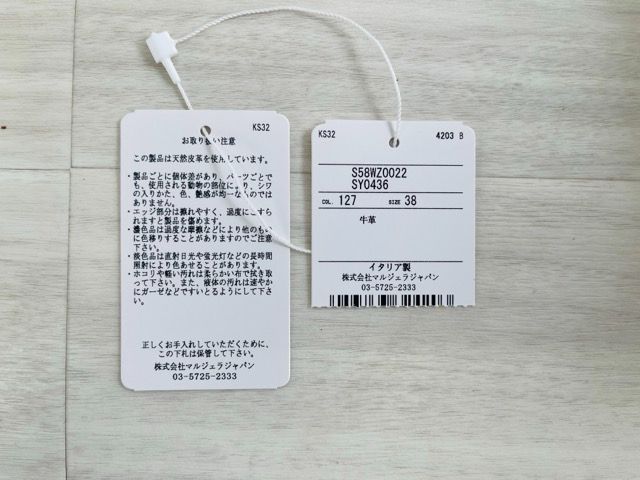 KS32
お取り扱い注意
この製品は天然皮革を使用しています。
・製品ごとに個体差があり、パーツごとで
も、使用される動物の部位により、シワ
の入りかた、色、艶感が均一なものでは
ありません。
・エッジ部分は擦れやすく、過度にこすら
れますと製品を傷めます。
・濃色品は過度な摩擦などにより他のもの
に色移りすることがありますのでご注意
下さい。
・淡色品は直射日光や蛍光灯などの長時間
照射により色あせることがあります。
・ホコリや軽い汚れは柔らかい布で拭き取
って下さい。また、液体の汚れは速やか
にガーゼなどですいとるようにして下さ
い。
正しくお手入れしていただくために、
この下札は保管して下さい。
株式会社マルジェラジャパン
03-5725-2333
KS32 4203 B
S58WZ0022
SY0436
COL. 127 SIZE 38
牛革
イタリア製
株式会社マルジェラジャパン
03-5725-2333